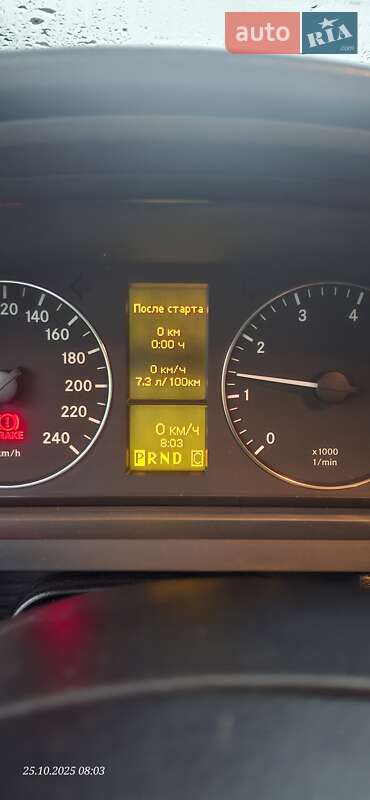 auto RIA .com
После старта
0 км
0:00 ч
0 км/ч
7.3 л/100км
0 км/ч
8:03
PRND C
20 140 160 180 200 220 240
BRAKE
km/h
0 1 2 3 4
x1000
1/min
25.10.2025 08:03